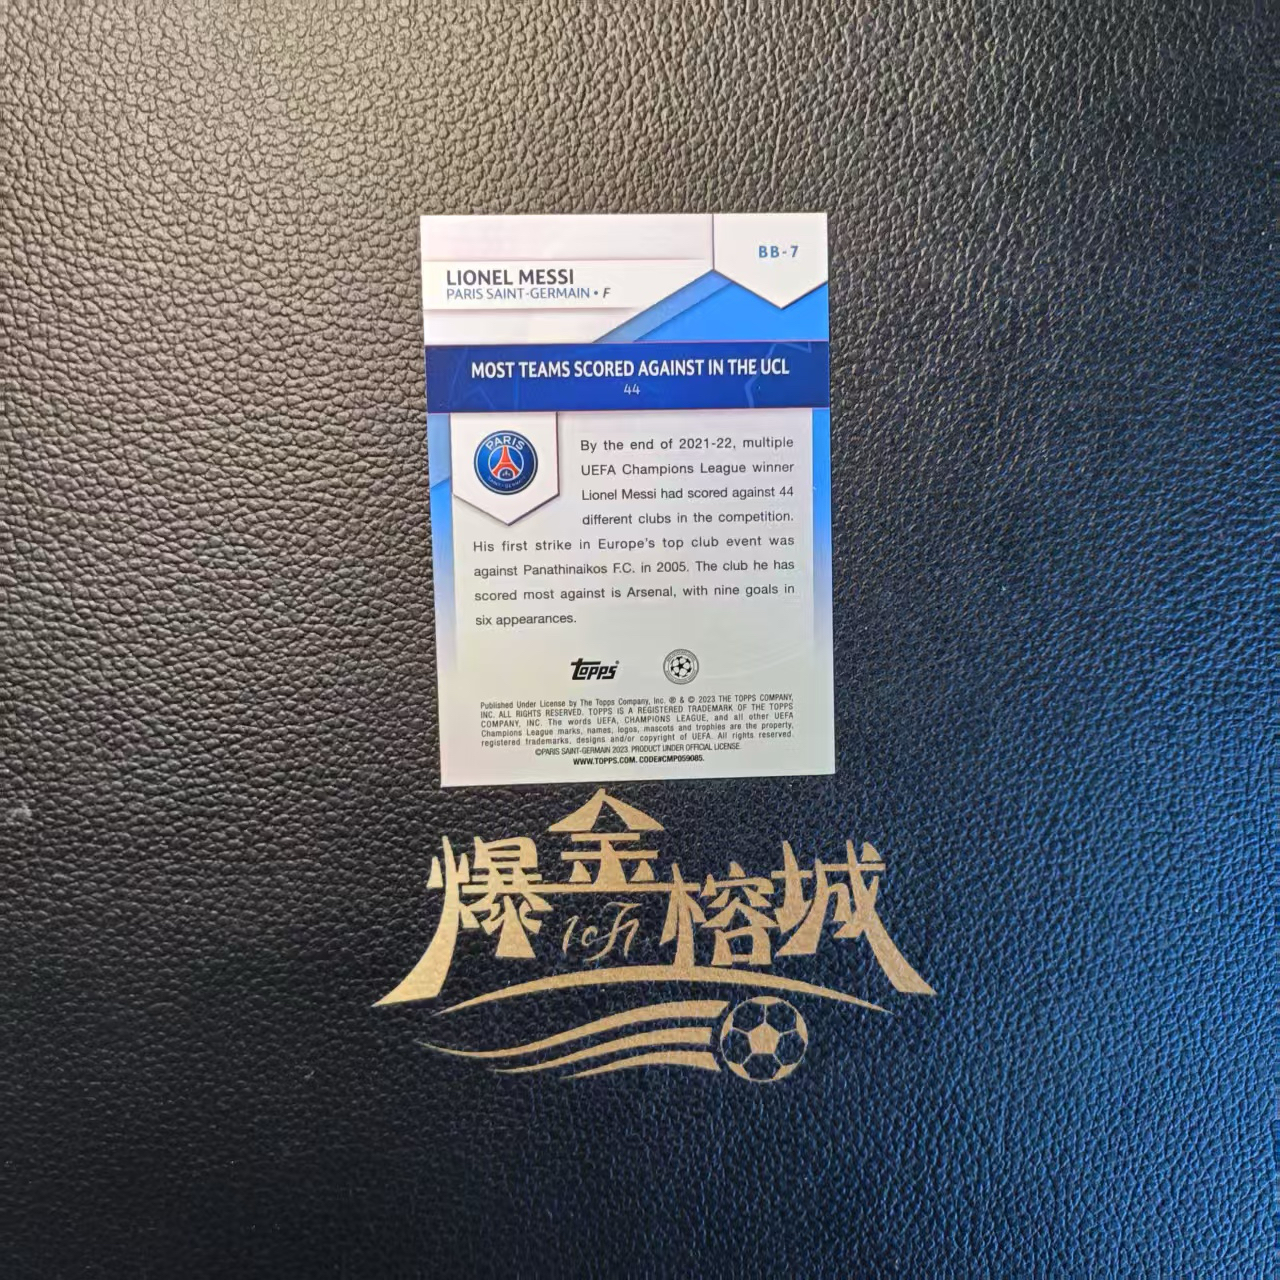 BB-7
LIONEL MESSI
PARIS SAINT-GERMAIN • F
MOST TEAMS SCORED AGAINST IN THE UCL
44
PARIS
SAINT-GERMAIN
By the end of 2021-22, multiple
UEFA Champions League winner
Lionel Messi had scored against 44
different clubs in the competition.
His first strike in Europe's top club event was
against Panathinaikos F.C. in 2005. The club he has
scored most against is Arsenal, with nine goals in
six appearances.
topps®
Published Under License by The Topps Company, Inc. ® & © 2023 THE TOPPS COMPANY,
INC. ALL RIGHTS RESERVED. TOPPS IS A REGISTERED TRADEMARK OF THE TOPPS
COMPANY, INC. The words UEFA, CHAMPIONS LEAGUE, and all other UEFA
Champions League marks, names, logos, mascots and trophies are the property,
registered trademarks, designs and/or copyright of UEFA. All rights reserved.
©PARIS SAINT-GERMAIN 2023. PRODUCT UNDER OFFICIAL LICENSE.
WWW.TOPPS.COM. CODE#CMP059085.
爆金榕城